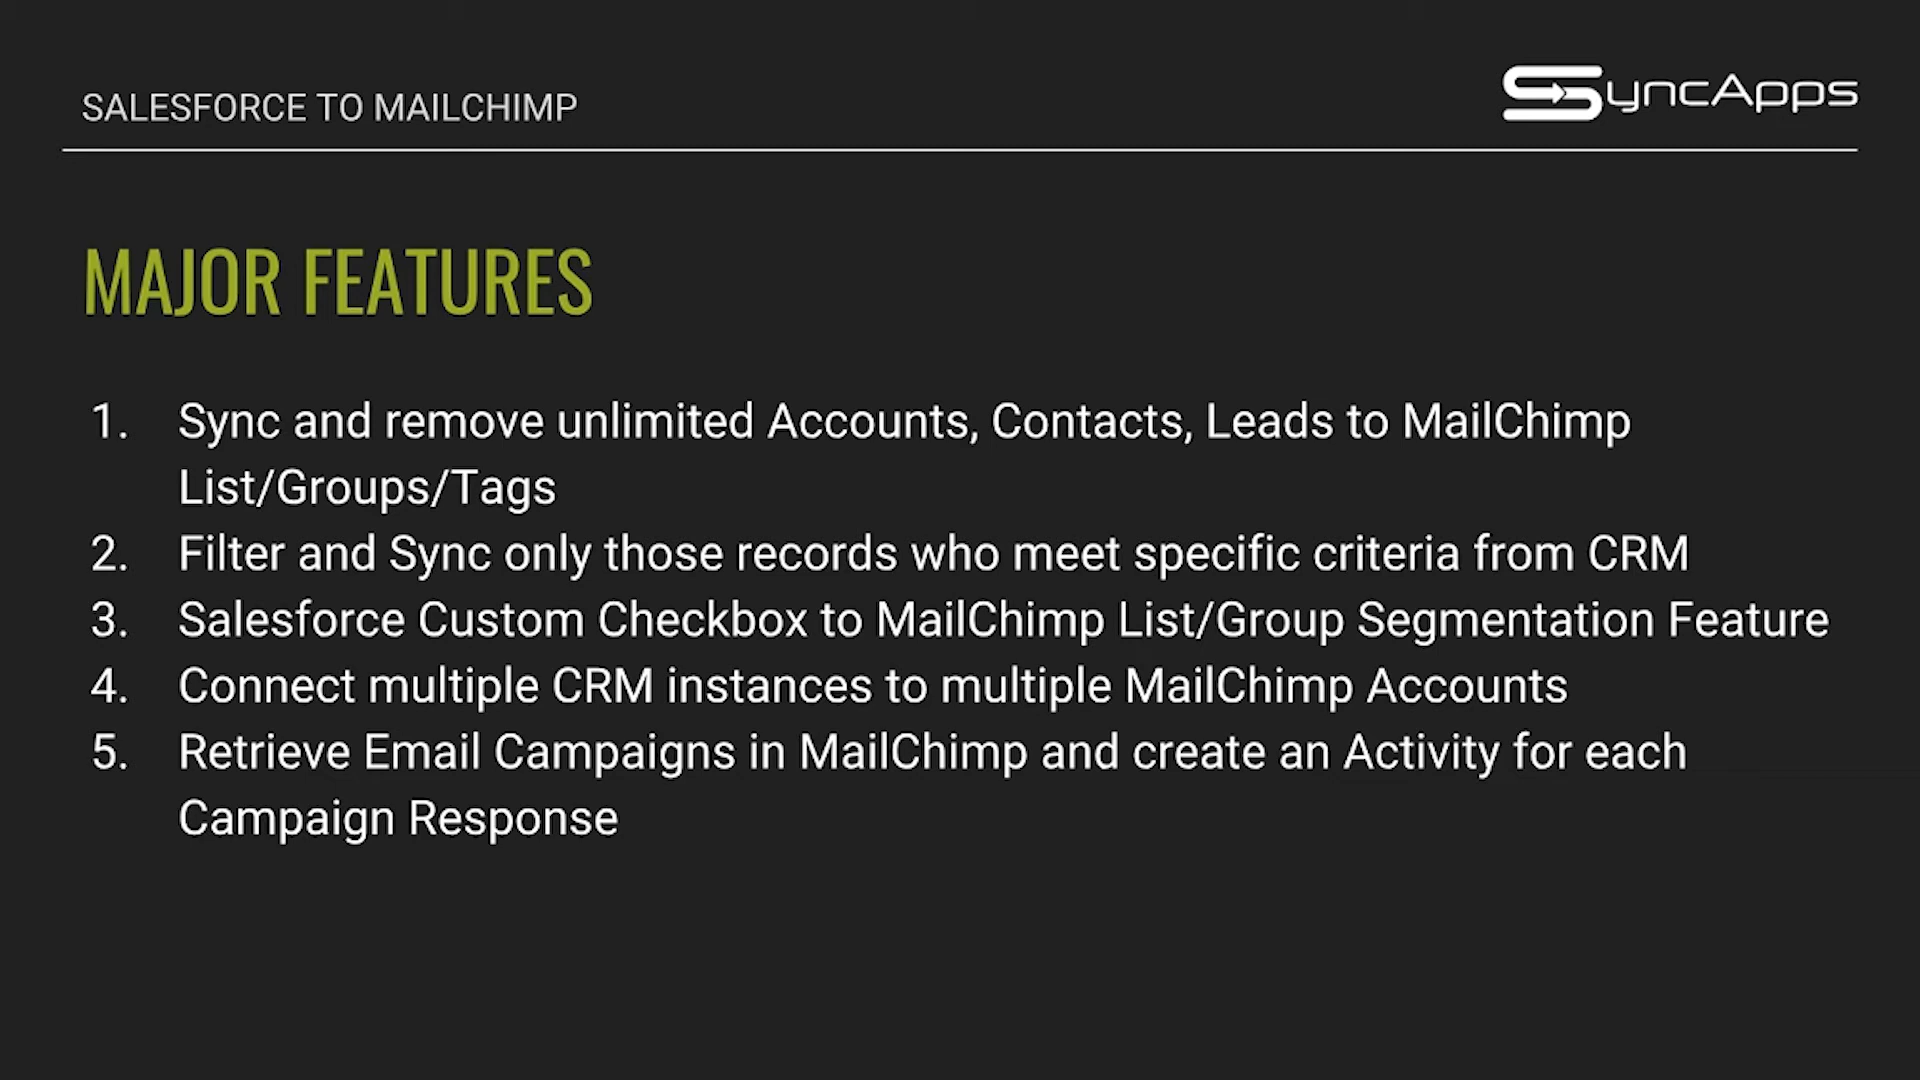 SALESFORCE TO MAILCHIMP
SyncApps
MAJOR FEATURES
1. Sync and remove unlimited Accounts, Contacts, Leads to MailChimp
List/Groups/Tags
2. Filter and Sync only those records who meet specific criteria from CRM
3. Salesforce Custom Checkbox to MailChimp List/Group Segmentation Feature
4. Connect multiple CRM instances to multiple MailChimp Accounts
5. Retrieve Email Campaigns in MailChimp and create an Activity for each
Campaign Response